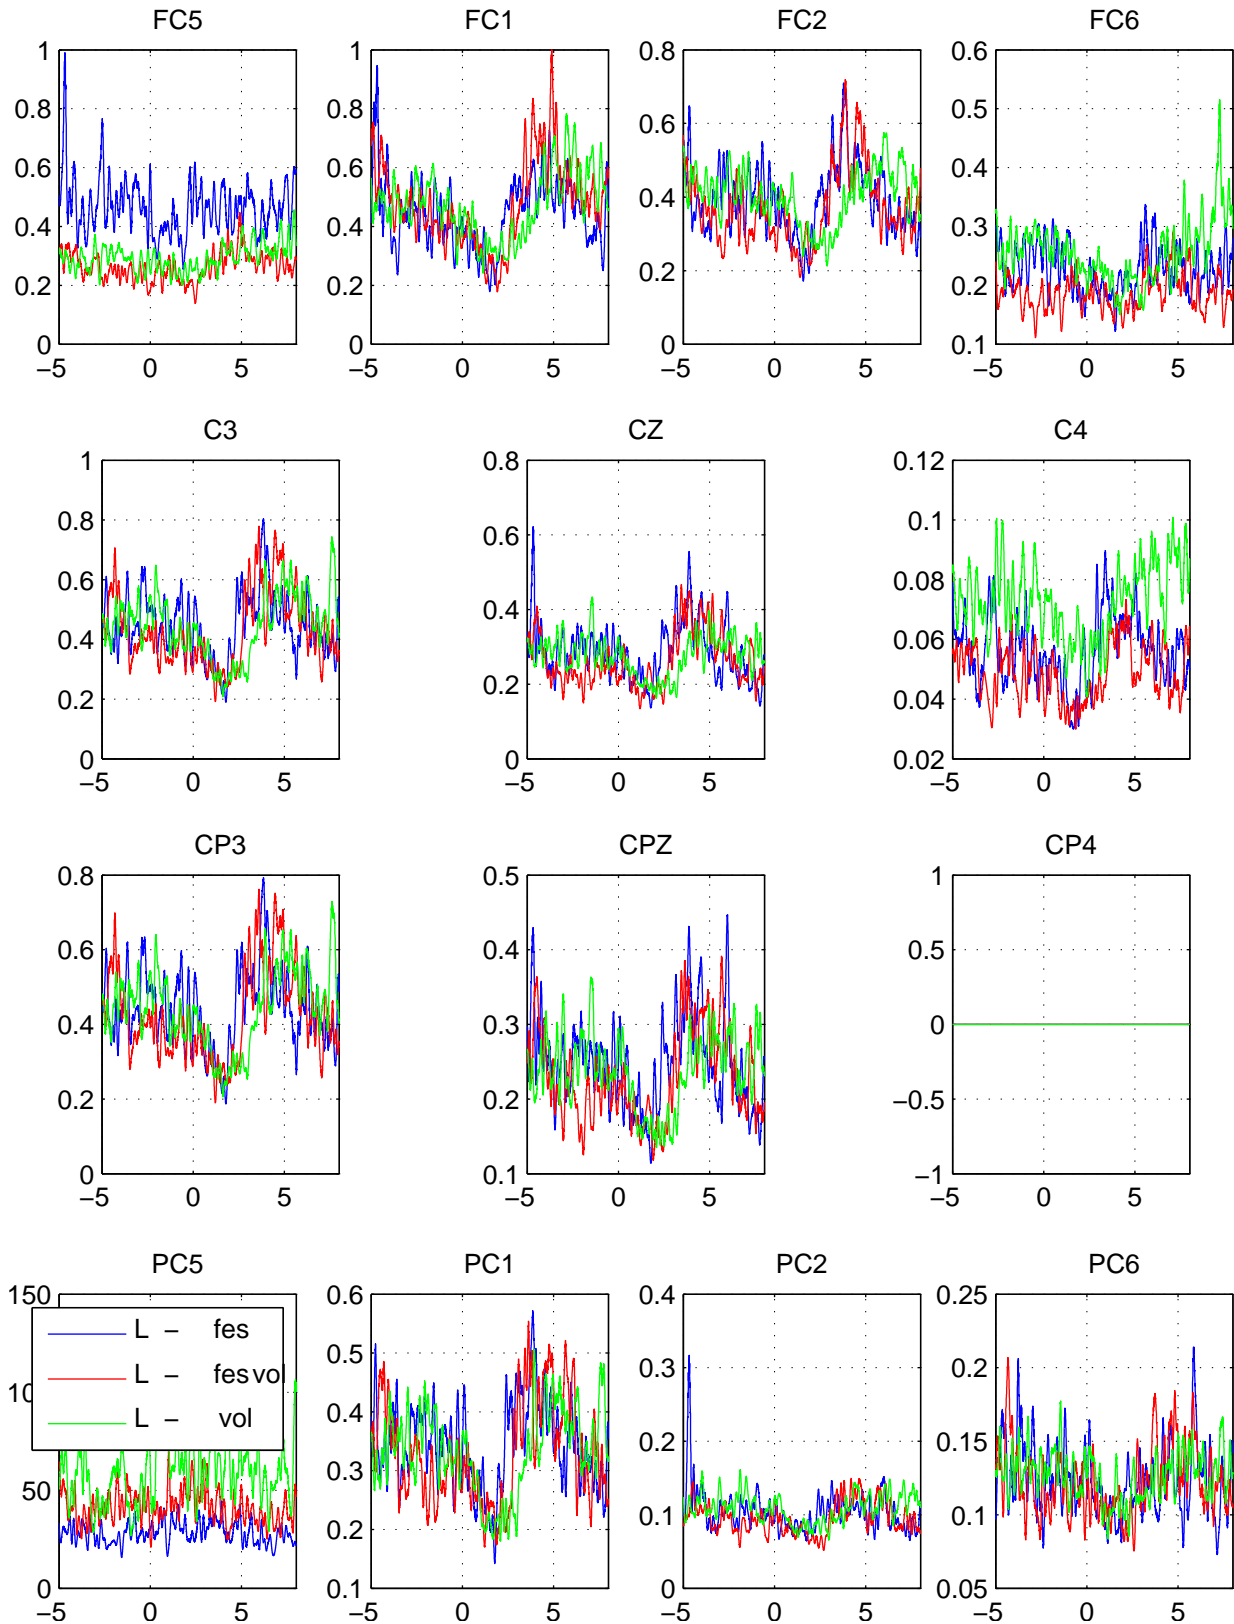 FC5 FC1 FC2 FC6
1 1 0.8 0.6
0.8 0.8 0.6 0.5
0.6 0.6 0.4 0.4
0.4 0.4 0.3
0.2 0.2 0.2 0.2
0 0 0 0.1
−5 0 5 −5 0 5 −5 0 5 −5 0 5
C3 CZ C4
1 0.8 0.12
0.8 0.6 0.1
0.6 0.4 0.08
0.4 0.06
0.2 0.2 0.04
0 0 0.02
−5 0 5 −5 0 5 −5 0 5
CP3 CPZ CP4
0.8 0.5 1
0.6 0.4 0.5
0.4 0.3 0
0.2 0.2 −0.5
0 0.1 −1
−5 0 5 −5 0 5 −5 0 5
PC5 PC1 PC2 PC6
150 0.6 0.4 0.25
L − fes
0.5 0.3 0.2
L − fes vol
10 0.4 0.2 0.15
L − vol
50 0.3 0.1 0.1
0.2
0 0.1 0 0.05
−5 0 5 −5 0 5 −5 0 5 −5 0 5